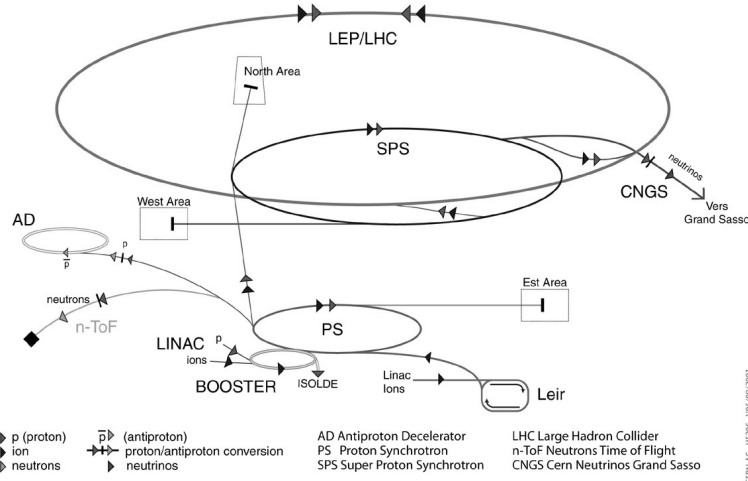 LEP/LHC
North Area
SPS
neutrinos
CNGS
Vers
Grand Sasso
West Area
AD
p
p̅
Est Area
neutrons
n-ToF
PS
LINAC
p
ions
BOOSTER
ISOLDE
Linac
Ions
Leir
p (proton)
ion
neutrons
p̅ (antiproton)
proton/antiproton conversion
neutrinos
AD Antiproton Decelerator
PS Proton Synchrotron
SPS Super Proton Synchrotron
LHC Large Hadron Collider
n-ToF Neutrons Time of Flight
CNGS Cern Neutrinos Grand Sasso